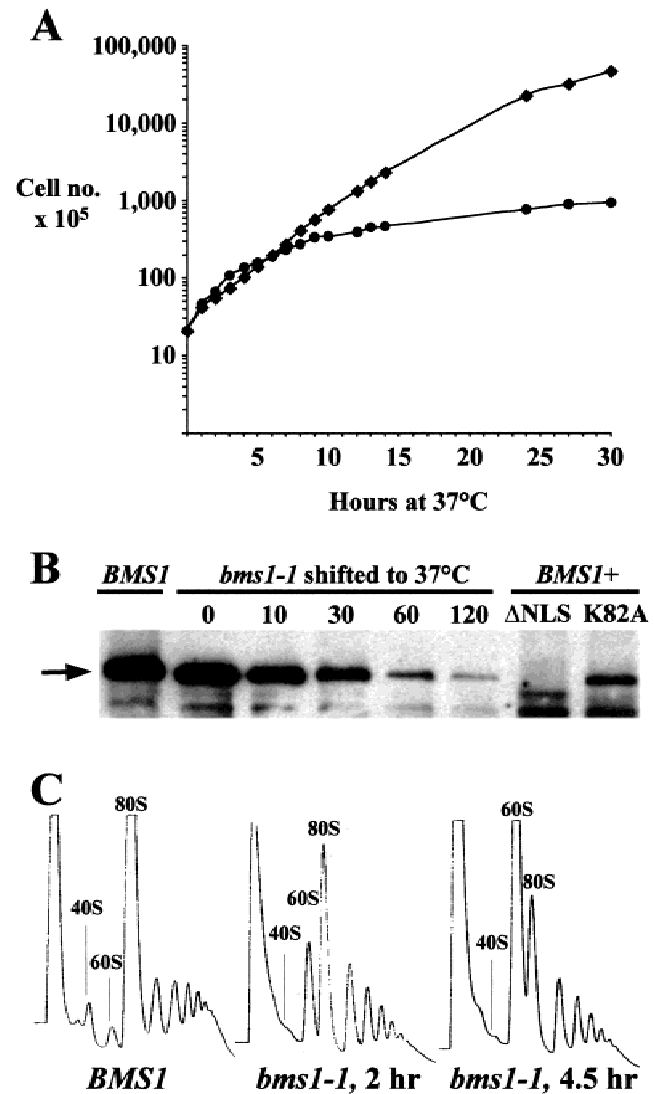 A
100,000
10,000
Cell no.
x 10⁵
1,000
100
10
5 10 15 20 25 30
Hours at 37°C
B
BMS1 bms1-1 shifted to 37°C BMS1+
0 10 30 60 120 ΔNLS K82A
C
80S
40S
60S
80S
60S
40S
60S
80S
40S
BMS1 bms1-1, 2 hr bms1-1, 4.5 hr